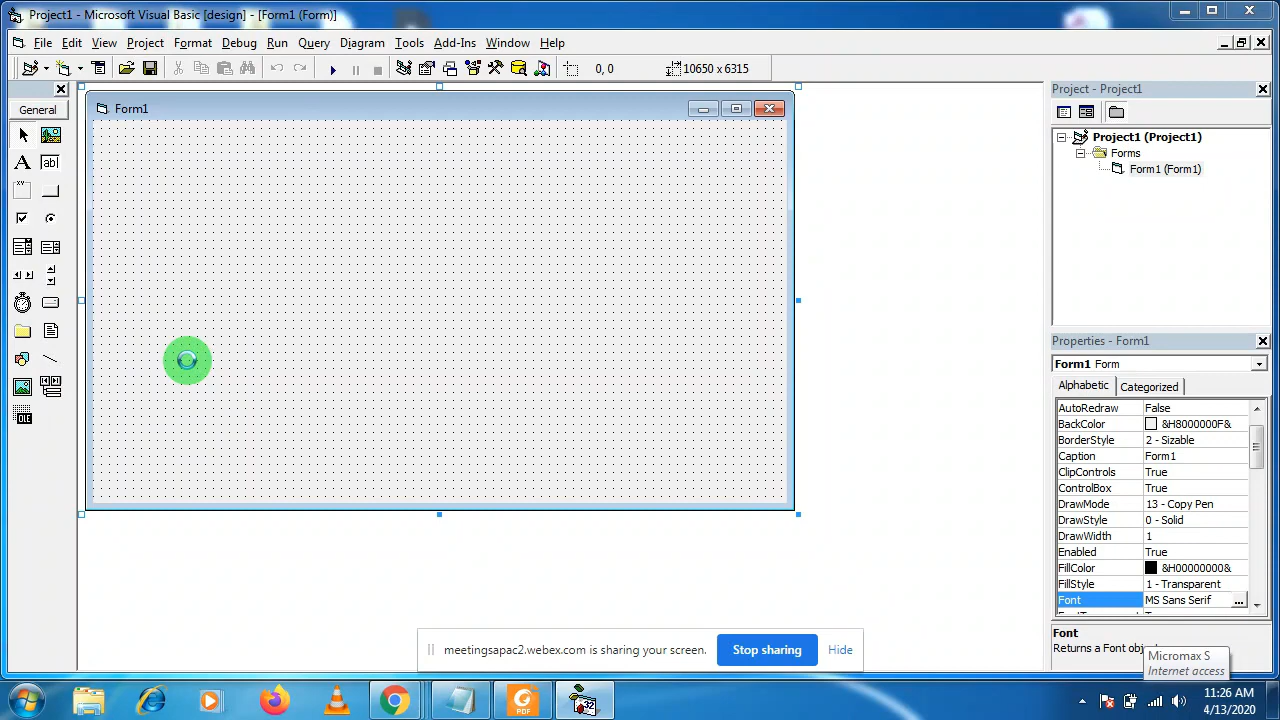 Project1 - Microsoft Visual Basic [design] - [Form1 (Form)]
File Edit View Project Format Debug Run Query Diagram Tools Add-Ins Window Help
0, 0 10650 x 6315
General
A ab|
xv
OLE
Form1
Project - Project1
Project1 (Project1)
Forms
Form1 (Form1)
Properties - Form1
Form1 Form
Alphabetic Categorized
AutoRedraw False
BackColor &H8000000F&
BorderStyle 2 - Sizable
Caption Form1
ClipControls True
ControlBox True
DrawMode 13 - Copy Pen
DrawStyle 0 - Solid
DrawWidth 1
Enabled True
FillColor &H00000000&
FillStyle 1 - Transparent
Font MS Sans Serif ...
Font
Returns a Font obj
Micromax S
Internet access
meetingsapac2.webex.com is sharing your screen. Stop sharing Hide
PDF
11:26 AM
4/13/2020